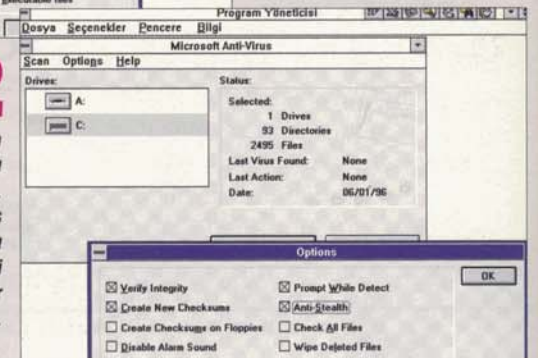 Executable files
Program Yöneticisi
Dosya Seçenekler Pencere Bilgi
Microsoft Anti-Virus
Scan Options Help
Drives:
A:
C:
Status:
Selected:
1 Drives
93 Directories
2495 Files
Last Virus Found: None
Last Action: None
Date: 06/01/96
Options
Verify Integrity
Create New Checksums
Create Checksums on Floppies
Disable Alarm Sound
Prompt While Detect
Anti-Stealth
Check All Files
Wipe Deleted Files
OK